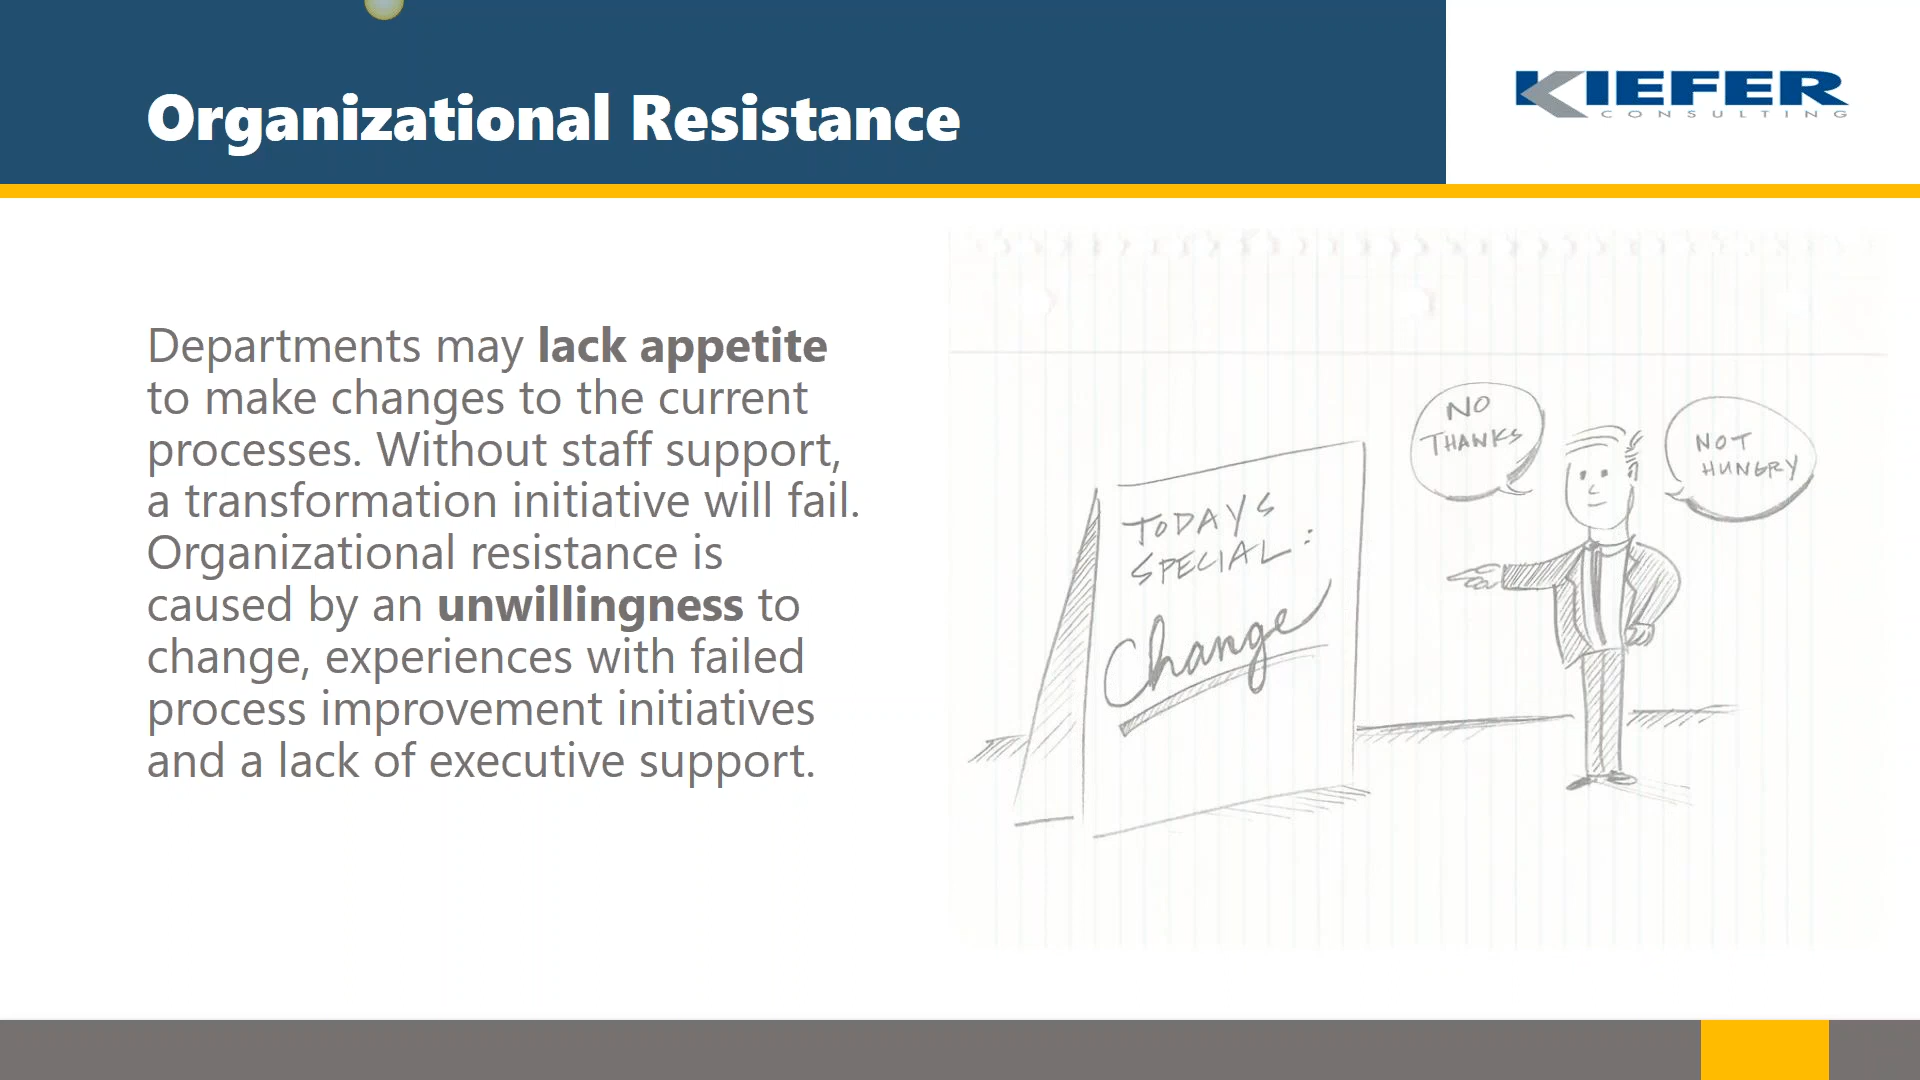 Organizational Resistance
KIEFER
CONSULTING
Departments may lack appetite
to make changes to the current
processes. Without staff support,
a transformation initiative will fail.
Organizational resistance is
caused by an unwillingness to
change, experiences with failed
process improvement initiatives
and a lack of executive support.
TODAYS
SPECIAL:
Change
NO
THANKS
NOT
HUNGRY